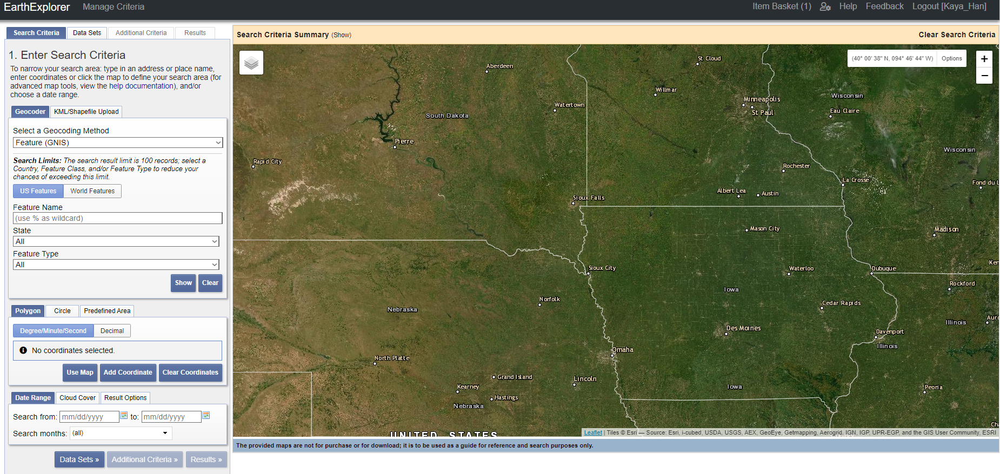 EarthExplorer Manage Criteria Item Basket (1) Help Feedback Logout [Kaya_Han]
Search Criteria Data Sets Additional Criteria Results
1. Enter Search Criteria
To narrow your search area: type in an address or place name,
enter coordinates or click the map to define your search area (for
advanced map tools, view the help documentation), and/or
choose a date range.
Geocoder KML/Shapefile Upload
Select a Geocoding Method
Feature (GNIS)
Search Limits: The search result limit is 100 records; select a
Country, Feature Class, and/or Feature Type to reduce your
chances of exceeding this limit.
US Features World Features
Feature Name
(use % as wildcard)
State
All
Feature Type
All
Show Clear
Polygon Circle Predefined Area
Degree/Minute/Second Decimal
No coordinates selected.
Use Map Add Coordinate Clear Coordinates
Date Range Cloud Cover Result Options
Search from: mm/dd/yyyy to: mm/dd/yyyy
Search months: (all)
Data Sets » Additional Criteria » Results »
Search Criteria Summary (Show) Clear Search Criteria
(40° 00' 38" N, 094° 46' 44" W) Options
+
−
St Cloud
Aberdeen
Willmar
Wisconsin
Minneapolis
Watertown
Eau Claire
St Paul
South Dakota
Pierre
Wisconsin
Rapid City
Rochester
La Crosse
Fond du L
Albert Lea
Austin
Sioux Falls
Mason City
Madison
Ken
Sioux City
Waterloo
Dubuque
Rockford
Iowa
Norfolk
Cedar Rapids
Nebraska
Auro
Illinois
Des Moines
Davenport
Illinois
Omaha
North Platte
Grand Island
Lincoln
Kearney
Iowa
Peoria
Hastings
Nebraska
Cha
UNITED STATES
Leaflet | Tiles © Esri — Source: Esri, i-cubed, USDA, USGS, AEX, GeoEye, Getmapping, Aerogrid, IGN, IGP, UPR-EGP, and the GIS User Community, ESRI
The provided maps are not for purchase or for download; it is to be used as a guide for reference and search purposes only.